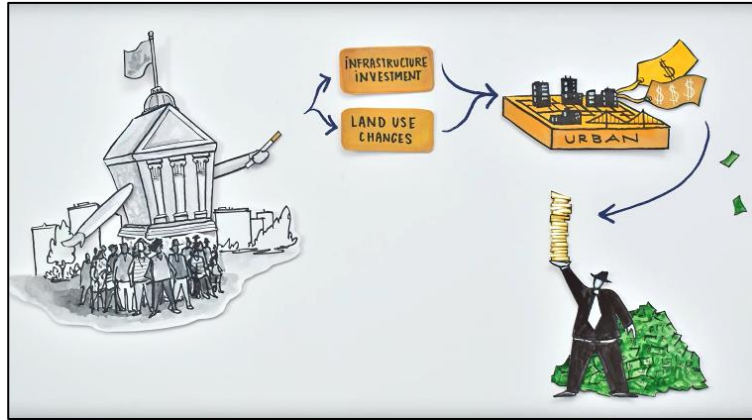 INFRASTRUCTURE
INVESTMENT
LAND USE
CHANGES
$
$ $ $
URBAN